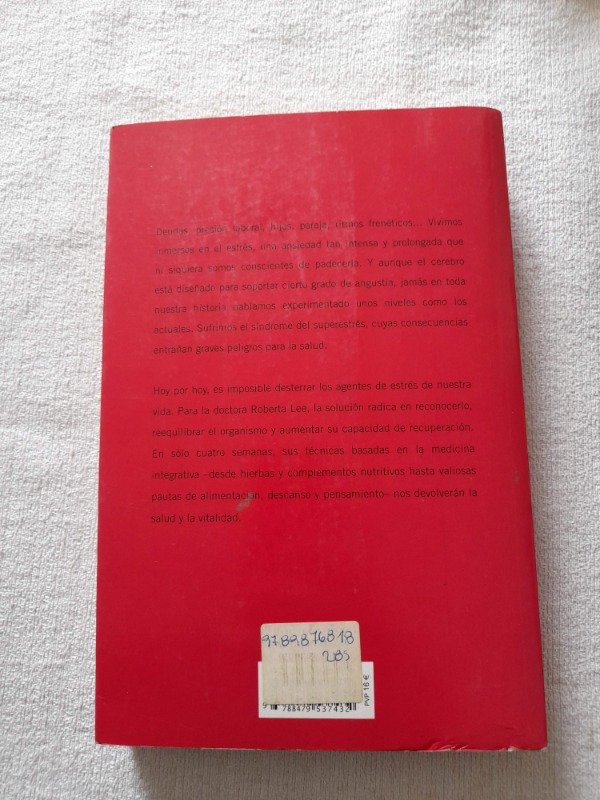 Deudas, presión laboral, hijos, pareja, ritmos frenéticos... Vivimos
inmersos en el estrés, una ansiedad tan intensa y prolongada que
ni siquiera somos conscientes de padecerla. Y aunque el cerebro
está diseñado para soportar cierto grado de angustia, jamás en toda
nuestra historia habíamos experimentado unos niveles como los
actuales. Sufrimos el síndrome del superestrés, cuyas consecuencias
entrañan graves peligros para la salud.
Hoy por hoy, es imposible desterrar los agentes de estrés de nuestra
vida. Para la doctora Roberta Lee, la solución radica en reconocerlo,
reequilibrar el organismo y aumentar su capacidad de recuperación.
En sólo cuatro semanas, sus técnicas basadas en la medicina
integrativa –desde hierbas y complementos nutritivos hasta valiosas
pautas de alimentación, descanso y pensamiento– nos devolverán la
salud y la vitalidad.
PVP 16 €
9 788479 537432